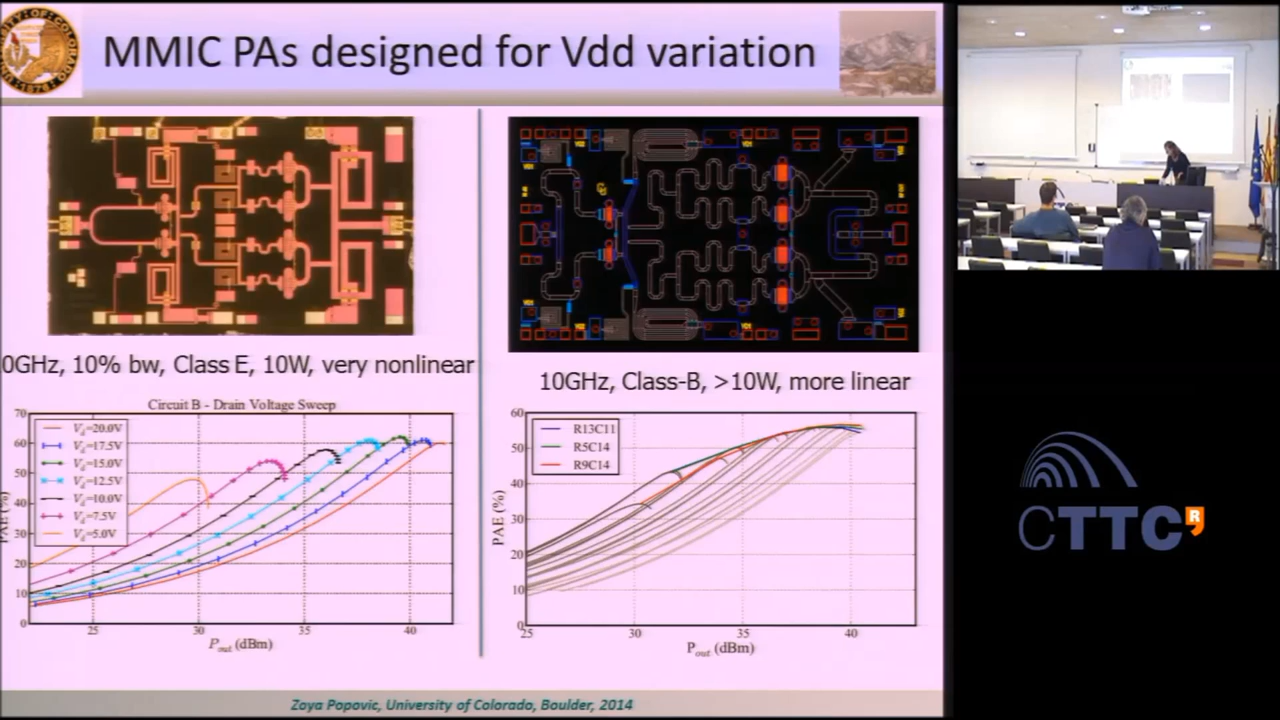 MMIC PAs designed for Vdd variation
0GHz, 10% bw, Class E, 10W, very nonlinear
10GHz, Class-B, >10W, more linear
Circuit B - Drain Voltage Sweep
70
60
50
40
30
20
10
0
PAE (%)
Vd=20.0V
Vd=17.5V
Vd=15.0V
Vd=12.5V
Vd=10.0V
Vd=7.5V
Vd=5.0V
25 30 35 40
Pout (dBm)
60
50
40
30
20
10
0
PAE (%)
R13C11
R5C14
R9C14
25 30 35 40
Pout (dBm)
Zoya Popovic, University of Colorado, Boulder, 2014
CTTCR